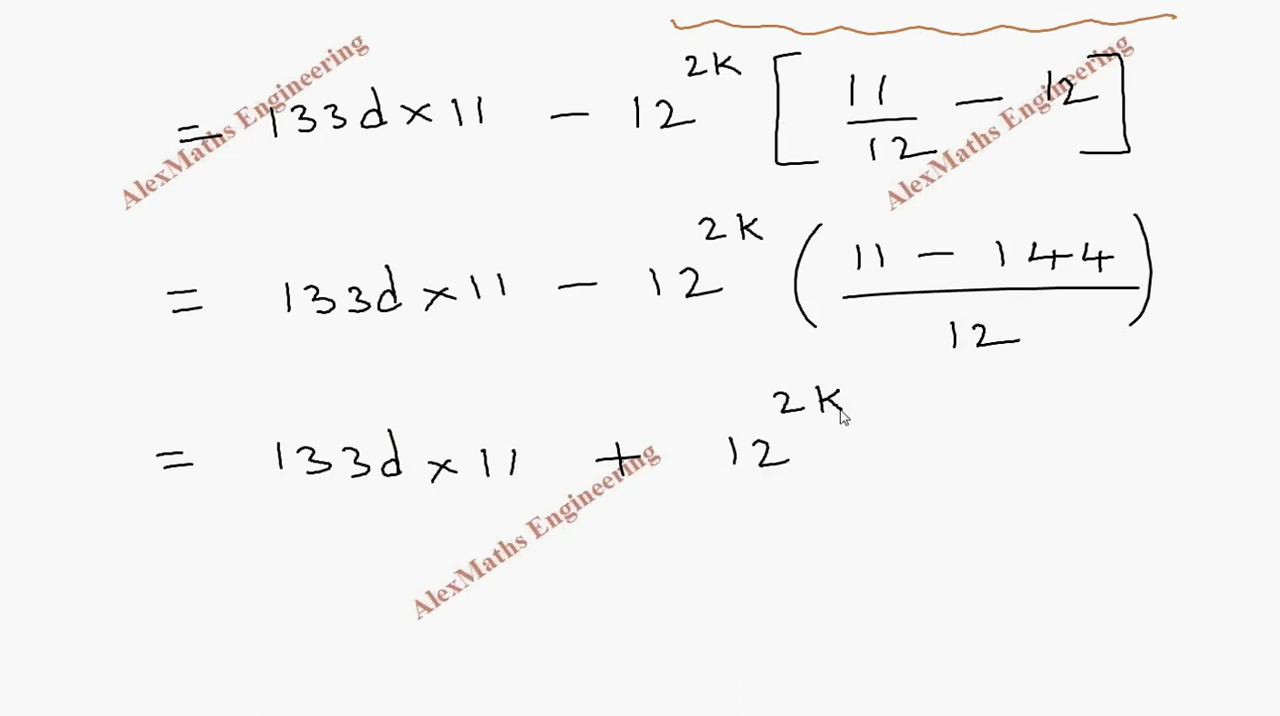 = 133d × 11 − 12^2K [ 11/12 − 12 ]
= 133d × 11 − 12^2K ( 11 − 144 / 12 )
= 133d × 11 + 12^2K
AlexMaths Engineering
AlexMaths Engineering
AlexMaths Engineering